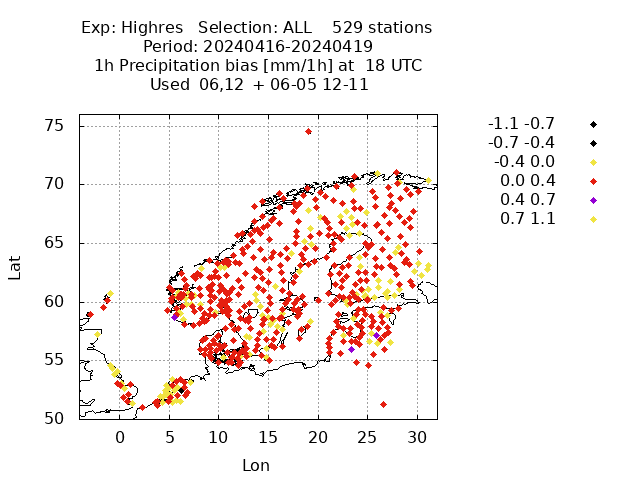 Exp: Highres   Selection: ALL    529 stations
Period: 20240416-20240419
1h Precipitation bias [mm/1h] at  18 UTC
Used  06,12  + 06-05 12-11
-1.1 -0.7
-0.7 -0.4
-0.4 0.0
0.0 0.4
0.4 0.7
0.7 1.1
75
70
65
60
55
50
Lat
0 5 10 15 20 25 30
Lon